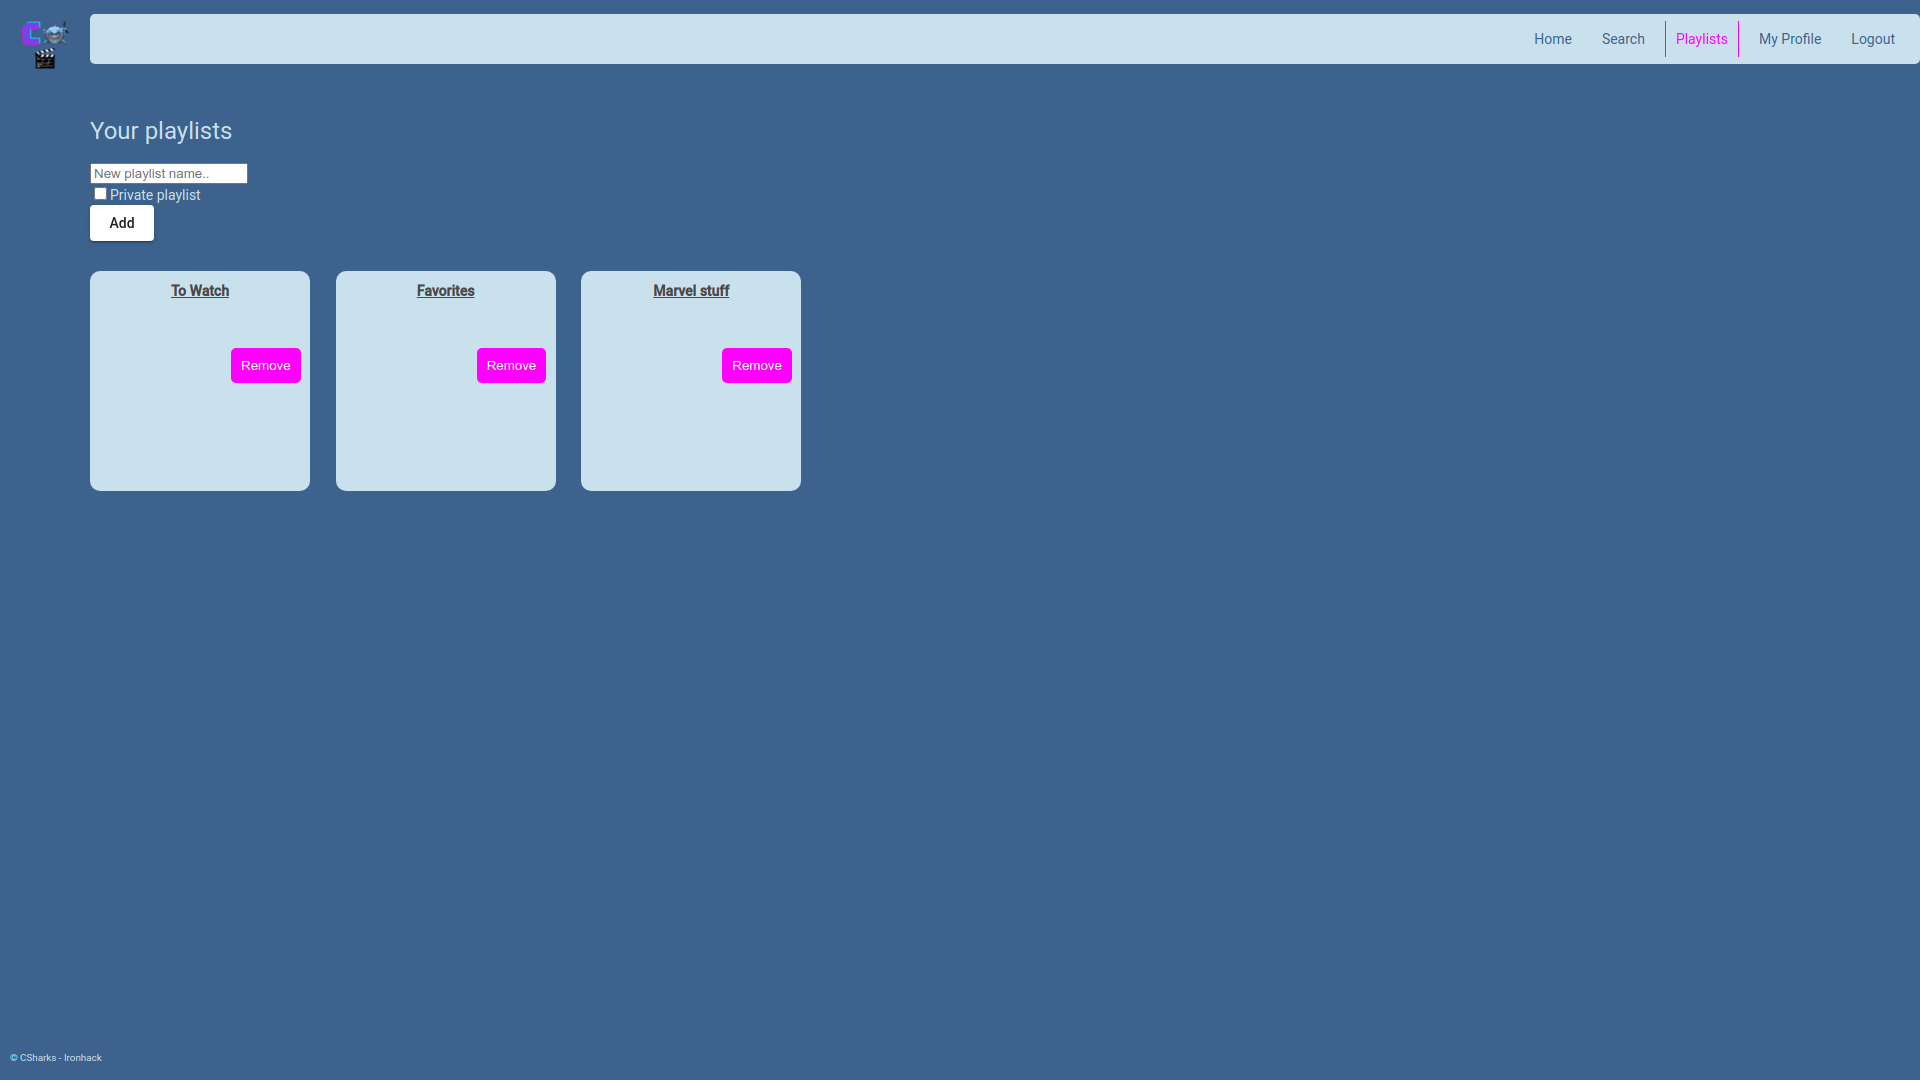 Home Search Playlists My Profile Logout
Your playlists
New playlist name..
Private playlist
Add
To Watch Favorites Marvel stuff
Remove Remove Remove
© CSharks - Ironhack